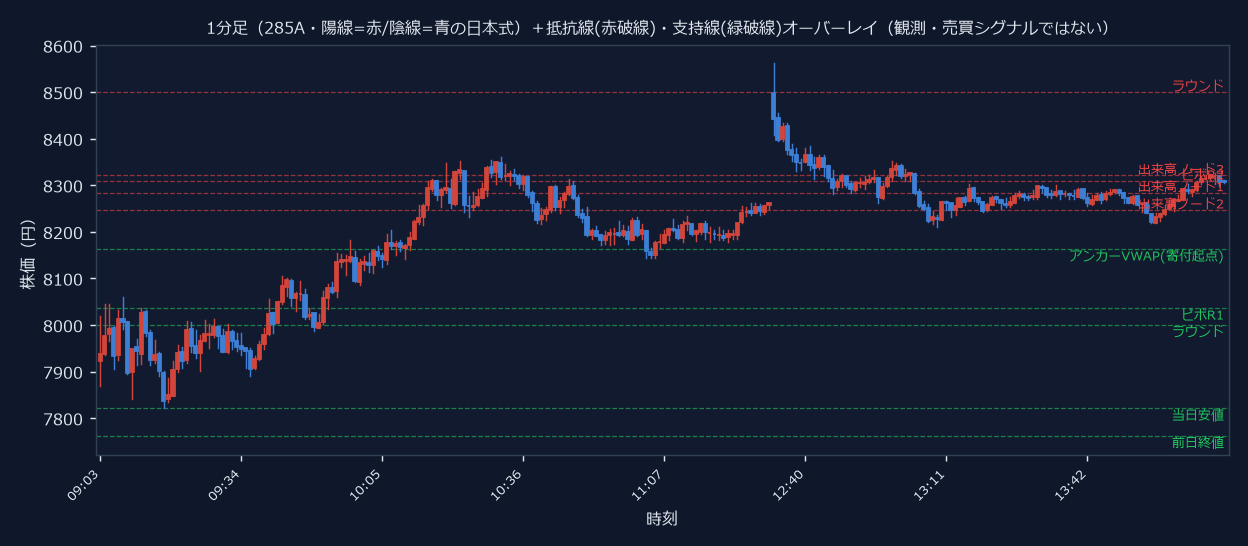 1分足（285A・陽線=赤/陰線=青の日本式）＋抵抗線(赤破線)・支持線(緑破線)オーバーレイ（観測・売買シグナルではない）
株価（円）
8600
8500
8400
8300
8200
8100
8000
7900
7800
ラウンド
出来高ノード3
出来高ノード1
出来高ノード2
アンカーVWAP(寄付起点)
ピボR1
ラウンド
当日安値
前日終値
09:03
09:34
10:05
10:36
11:07
12:40
13:11
13:42
時刻